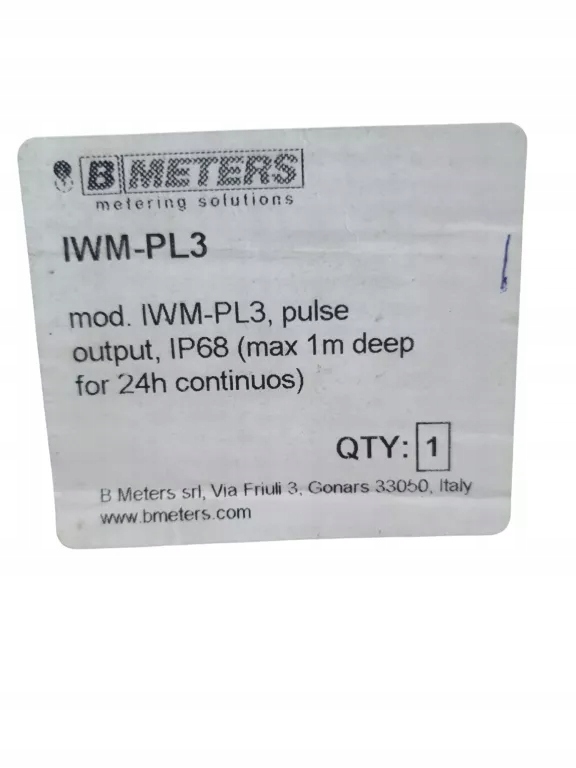 B METERS
metering solutions
IWM-PL3
mod. IWM-PL3, pulse
output, IP68 (max 1m deep
for 24h continuos)
QTY: 1
B Meters srl, Via Friuli 3, Gonars 33050, Italy
www.bmeters.com